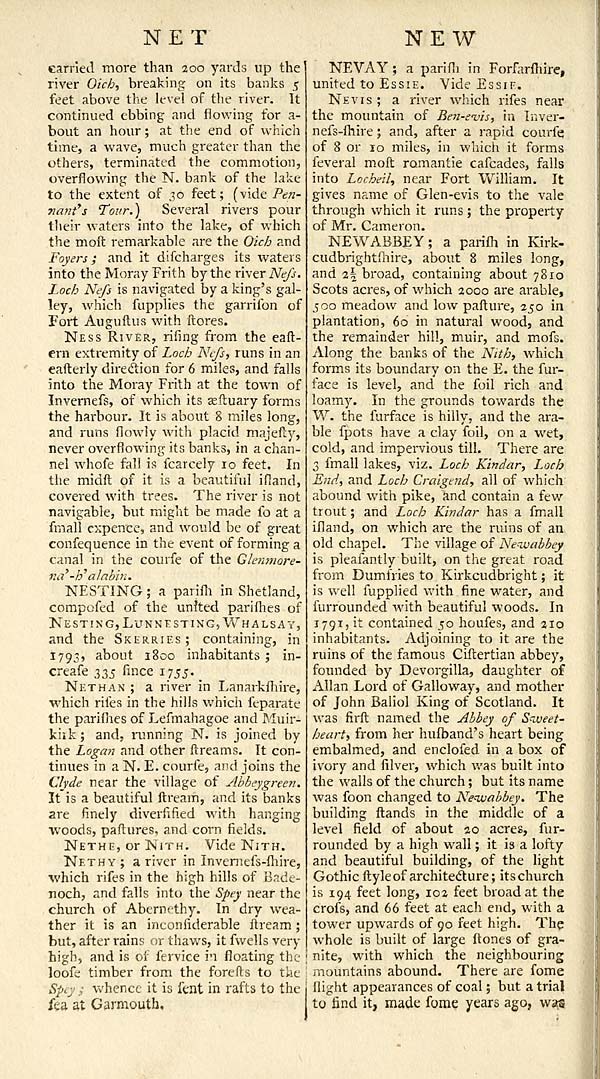 NET
carried more than 200 yards up the
river Oich, breaking on its banks 5
feet above the level of the river. It
continued ebbing and flowing for a-
bout an hour; at the end of which
time, a wave, much greater than the
others, terminated the commotion,
overflowing the N. bank of the lake
to the extent of 30 feet; (vide Pen-
nant's Tour.) Several rivers pour
their waters into the lake, of which
the moſt remarkable are the Oich and
Foyers; and it diſcharges its waters
into the Moray Frith by the river Neſs.
Loch Neſs is navigated by a king's gal-
ley, which ſupplies the garriſon of
Fort Auguſtus with ſtores.
NESS RIVER, riſing from the eaſt-
ern extremity of Loch Neſs, runs in an
eaſterly direction for 6 miles, and falls
into the Moray Frith at the town of
Inverneſs, of which its æſtuary forms
the harbour. It is about 8 miles long,
and runs ſlowly with placid majeſty,
never overflowing its banks, in a chan-
nel whoſe fall is ſcarcely 10 feet. In
the midſt of it is a beautiful iſland,
covered with trees. The river is not
navigable, but might be made ſo at a
ſmall expence, and would be of great
conſequence in the event of forming a
canal in the courſe of the Glenmore-
na'-h'alabin.
NESTING; a pariſh in Shetland,
compoſed of the united pariſhes of
NESTING, LUNNESTING, WHALSAY,
and the SKERRIES; containing, in
1793, about 1800 inhabitants; in-
creaſe 335 ſince 1755.
NETHAN; a river in Lanarkſhire,
which riſes in the hills which ſeparate
the pariſhes of Leſmahagoe and Muir-
kirk; and, running N. is joined by
the Logan and other ſtreams. It con-
tinues in a N. E. courſe, and joins the
Clyde near the village of Abbeygreen.
It is a beautiful ſtream, and its banks
are finely diverſified with hanging
woods, paſtures, and corn fields.
NETHE, or NITH. Vide NITH.
NETHY; a river in Inverneſs-ſhire,
which riſes in the high hills of Bade-
noch, and falls into the Spey near the
church of Abernethy. In dry wea-
ther it is an inconſiderable ſtream;
but, after rains or thaws, it ſwells very
high, and is of ſervice in floating the
looſe timber from the foreſts to the
Spey; whence it is ſent in rafts to the
ſea at Garmouth.
NEW
NEVAY; a pariſh in Forfarſhire,
united to ESSIE. Vide ESSIE.
NEVIS; a river which riſes near
the mountain of Ben-evis, in Inver-
neſs-ſhire; and, after a rapid courſe
of 8 or 10 miles, in which it forms
ſeveral moſt romantic caſcades, falls
into Locheil, near Fort William. It
gives name of Glen-evis to the vale
through which it runs; the property
of Mr. Cameron.
NEWABBEY; a pariſh in Kirk-
cudbrightſhire, about 8 miles long,
and 2½ broad, containing about 7810
Scots acres, of which 2000 are arable,
500 meadow and low paſture, 250 in
plantation, 60 in natural wood, and
the remainder hill, muir, and moſs.
Along the banks of the Nith, which
forms its boundary on the E. the ſur-
face is level, and the ſoil rich and
loamy. In the grounds towards the
W. the ſurface is hilly, and the ara-
ble ſpots have a clay ſoil, on a wet,
cold, and impervious till. There are
3 ſmall lakes, viz. Loch Kindar, Loch
End, and Loch Craigend, all of which
abound with pike, and contain a few
trout; and Loch Kindar has a ſmall
iſland, on which are the ruins of an
old chapel. The village of Newabbey
is pleaſantly built, on the great road
from Dumfries to Kirkcudbright; it
is well ſupplied with fine water, and
ſurrounded with beautiful woods. In
1791, it contained 50 houſes, and 210
inhabitants. Adjoining to it are the
ruins of the famous Ciſtertian abbey,
founded by Devorgilla, daughter of
Allan Lord of Galloway, and mother
of John Baliol King of Scotland. It
was firſt named the Abbey of Sweet-
heart, from her huſband's heart being
embalmed, and encloſed in a box of
ivory and ſilver, which was built into
the walls of the church; but its name
was ſoon changed to Newabbey. The
building ſtands in the middle of a
level field of about 20 acres, ſur-
rounded by a high wall; it is a lofty
and beautiful building, of the light
Gothic ſtyle of architecture; its church
is 194 feet long, 102 feet broad at the
croſs, and 66 feet at each end, with a
tower upwards of 90 feet high. The
whole is built of large ſtones of gra-
nite, with which the neighbouring
mountains abound. There are ſome
ſlight appearances of coal; but a trial
to find it, made ſome years ago, was